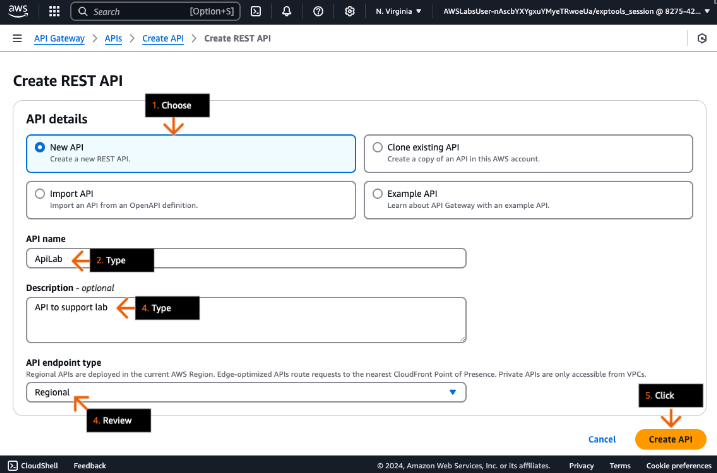 aws
Search [Option+S]
N. Virginia
AWSLabsUser-nAscbYXYgxuYMyeTRwoeUa/exptools_session @ 8275-42...
API Gateway > APIs > Create API > Create REST API
Create REST API
1. Choose
API details
New API
Create a new REST API.
Clone existing API
Create a copy of an API in this AWS account.
Import API
Import an API from an OpenAPI definition.
Example API
Learn about API Gateway with an example API.
API name
ApiLab
2. Type
Description - optional
API to support lab
4. Type
API endpoint type
Regional APIs are deployed in the current AWS Region. Edge-optimized APIs route requests to the nearest CloudFront Point of Presence. Private APIs are only accessible from VPCs.
Regional
4. Review
5. Click
Cancel
Create API
CloudShell Feedback
© 2024, Amazon Web Services, Inc. or its affiliates. Privacy Terms Cookie preferences